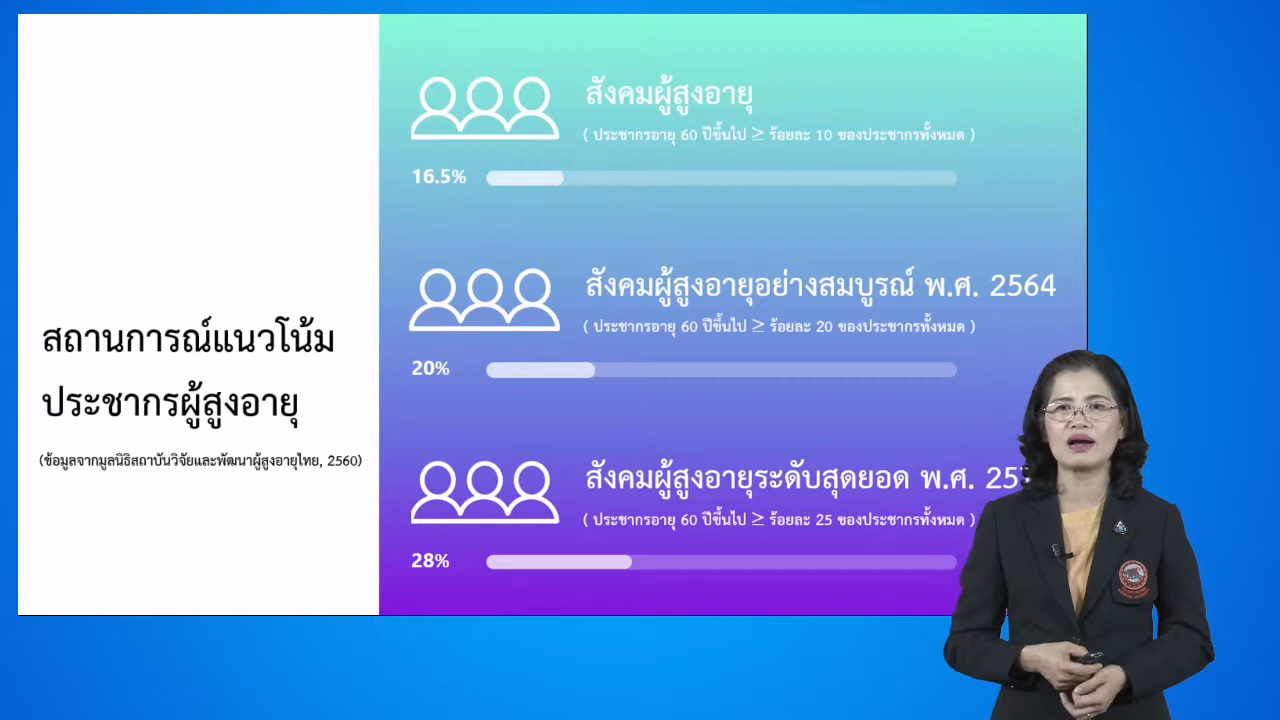 สถานการณ์แนวโน้ม
ประชากรผู้สูงอายุ
(ข้อมูลจากมูลนิธิสถาบันวิจัยและพัฒนาผู้สูงอายุไทย, 2560)
สังคมผู้สูงอายุ
( ประชากรอายุ 60 ปีขึ้นไป ≥ ร้อยละ 10 ของประชากรทั้งหมด )
16.5%
สังคมผู้สูงอายุอย่างสมบูรณ์ พ.ศ. 2564
( ประชากรอายุ 60 ปีขึ้นไป ≥ ร้อยละ 20 ของประชากรทั้งหมด )
20%
สังคมผู้สูงอายุระดับสุดยอด พ.ศ.
( ประชากรอายุ 60 ปีขึ้นไป ≥ ร้อยละ 25 ของประชากรทั้งหมด )
28%